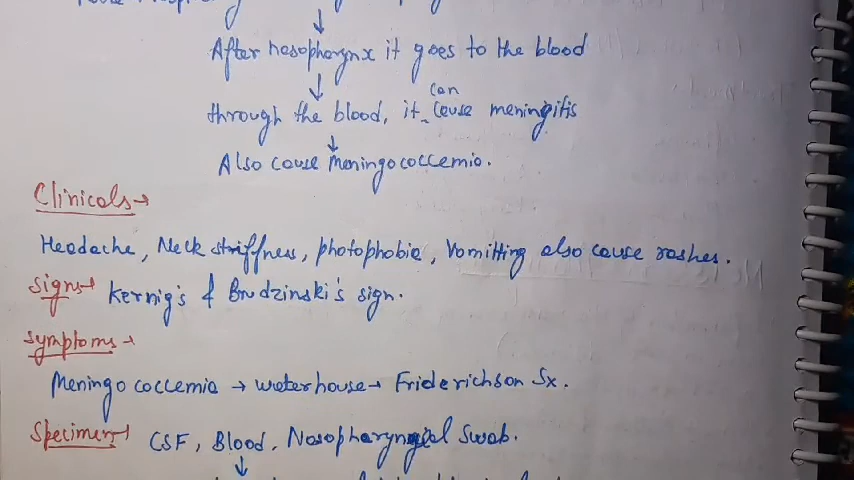 After nasopharynx it goes to the blood
can
through the blood, it cause meningitis
Also cause Meningococcemia.
Clinicals→
Headache, Neck stiffness, photophobia, Vomitting also cause rashes.
Signs→ Kernig's & Brudzinski's sign.
Symptoms→
Meningococcemia → waterhouse → Friderichson Sx.
Specimen→ CSF, Blood, Nasopharyngeal swab.